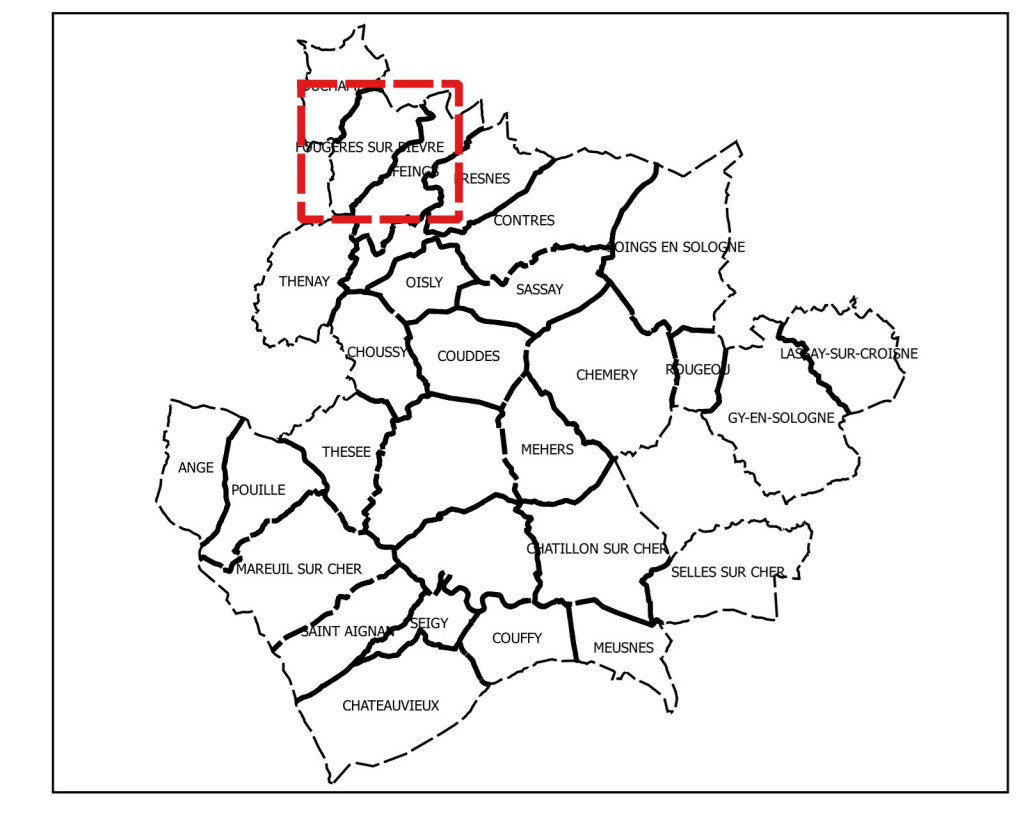 OUCHAMPS
FOUGERES SUR BIEVRE
FEINGS
FRESNES
CONTRES
SOINGS EN SOLOGNE
THENAY
OISLY
SASSAY
CHOUSSY
COUDDES
LASSAY-SUR-CROISNE
ROUGEOU
CHEMERY
GY-EN-SOLOGNE
THESEE
MEHERS
ANGE
POUILLE
CHATILLON SUR CHER
MAREUIL SUR CHER
SELLES SUR CHER
SEIGY
SAINT AIGNAN
COUFFY
MEUSNES
CHATEAUVIEUX